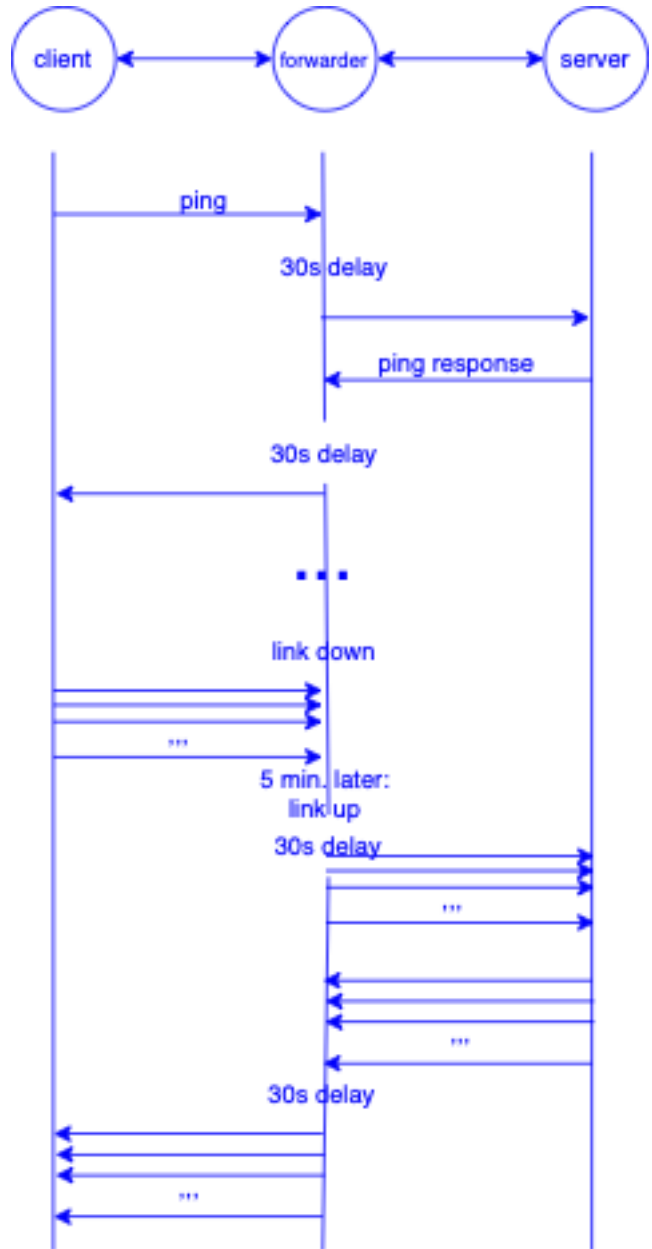 client
forwarder
server
ping
30s delay
ping response
30s delay
...
link down
,,,
5 min. later:
link up
30s delay
,,,
,,,
30s delay
,,,